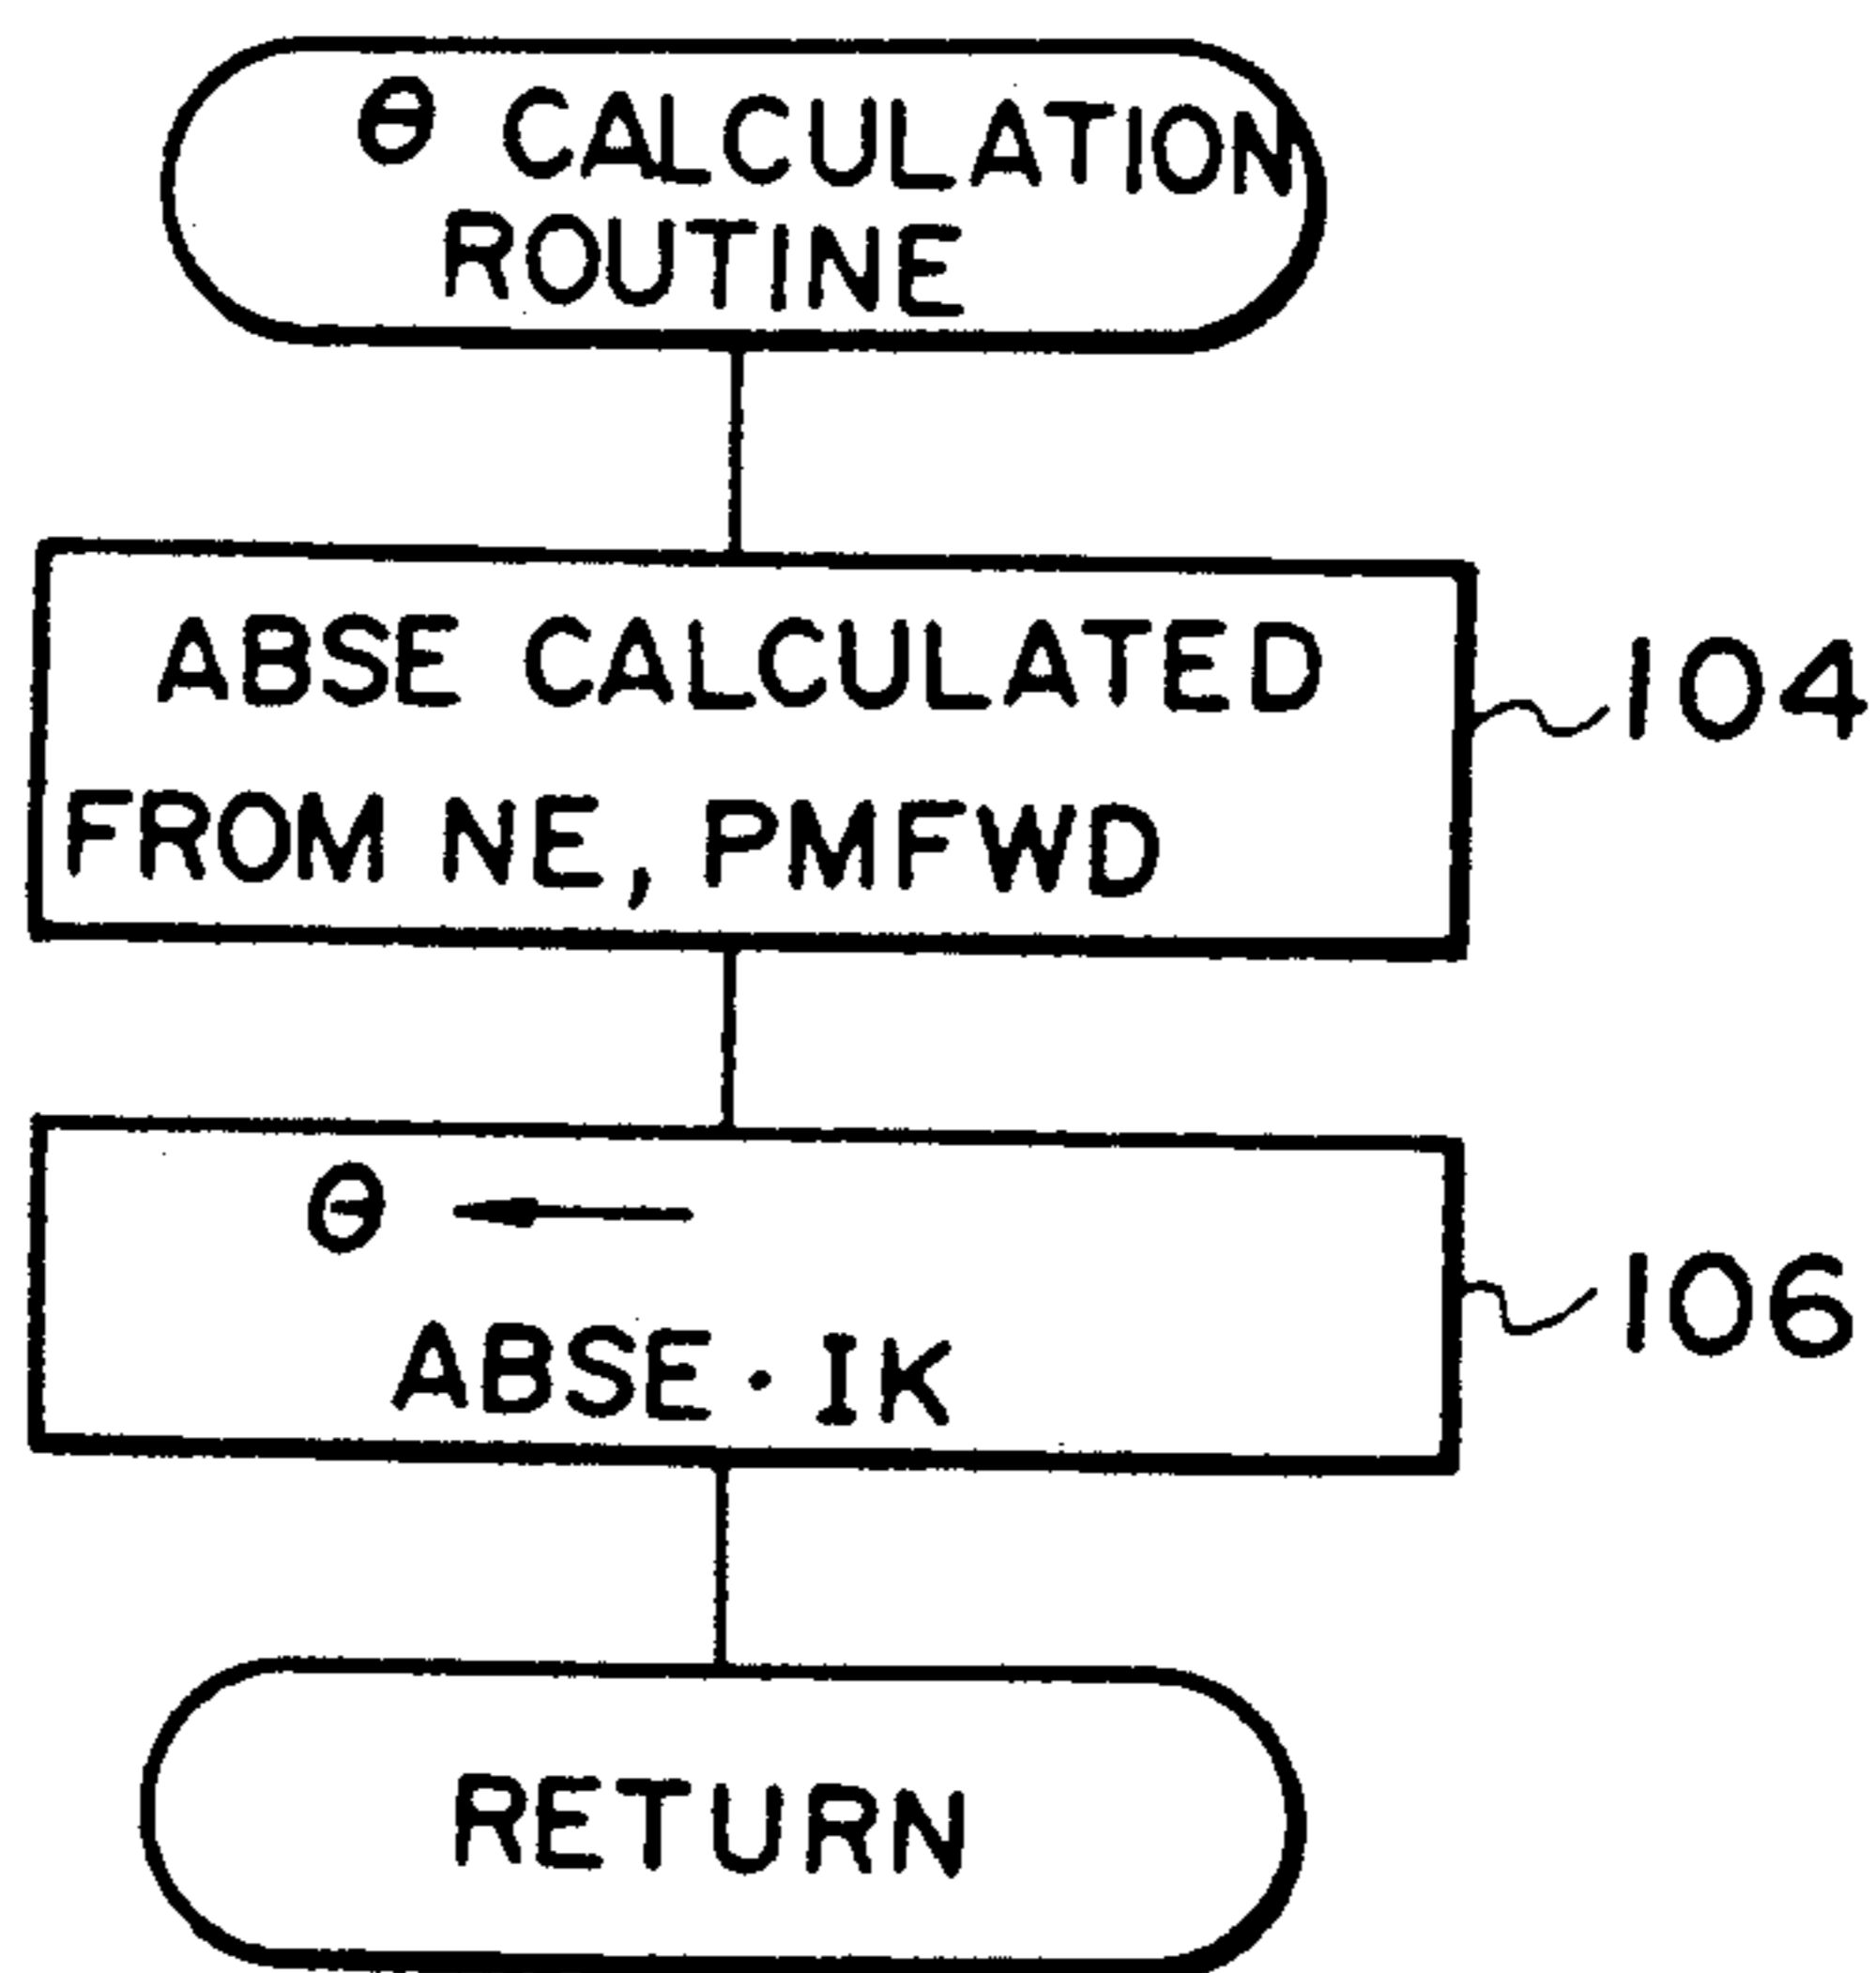 θ CALCULATION
ROUTINE
ABSE CALCULATED
FROM NE, PMFWD
104
θ ←
ABSE · IK
106
RETURN